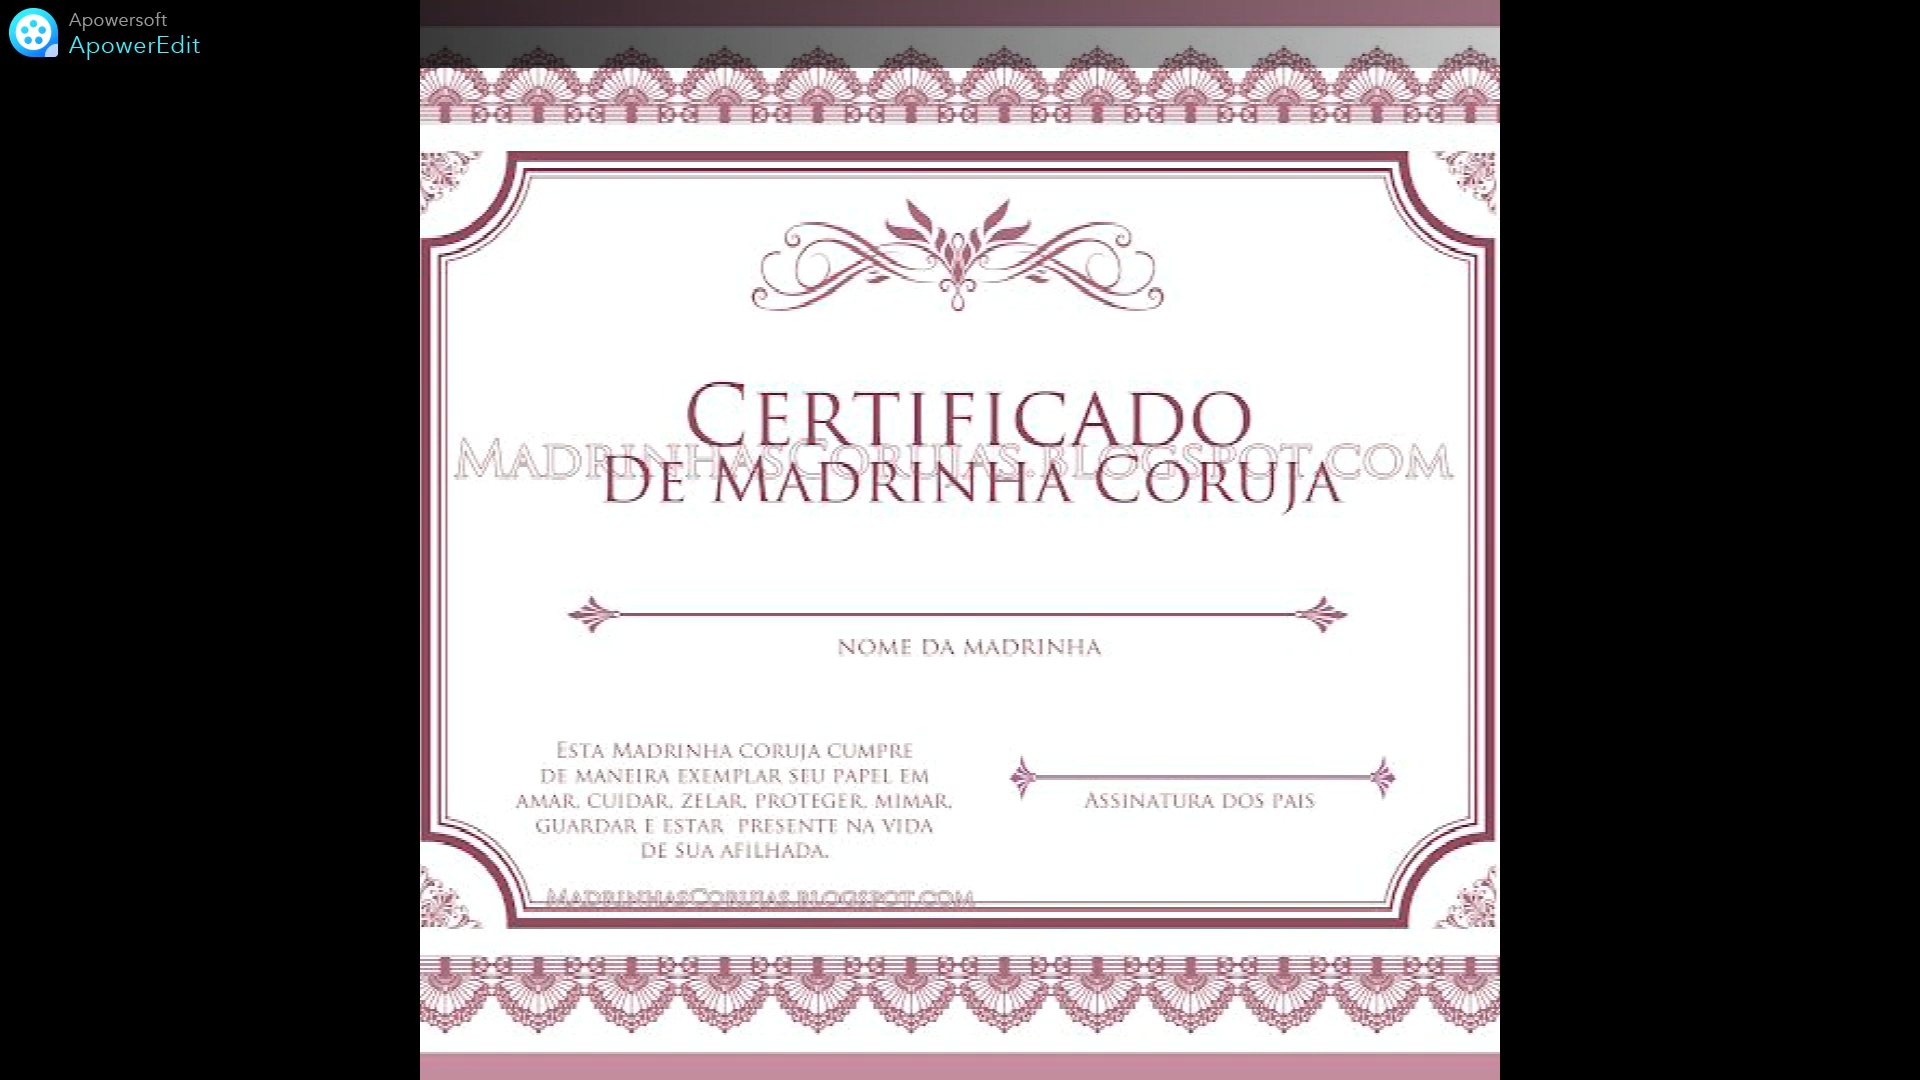 Apowersoft
ApowerEdit
CERTIFICADO
MADRINHASCORUJAS.BLOGSPOT.COM
DE MADRINHA CORUJA
NOME DA MADRINHA
ESTA MADRINHA CORUJA CUMPRE
DE MANEIRA EXEMPLAR SEU PAPEL EM
AMAR, CUIDAR, ZELAR, PROTEGER, MIMAR,
GUARDAR E ESTAR PRESENTE NA VIDA
DE SUA AFILHADA.
ASSINATURA DOS PAIS
MADRINHASCORUJAS.BLOGSPOT.COM